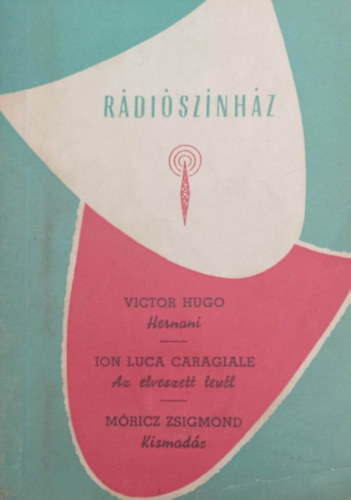 RÁDIÓSZÍNHÁZ
VICTOR HUGO
Hernani
ION LUCA CARAGIALE
Az elveszett levél
MÓRICZ ZSIGMOND
Kismadár